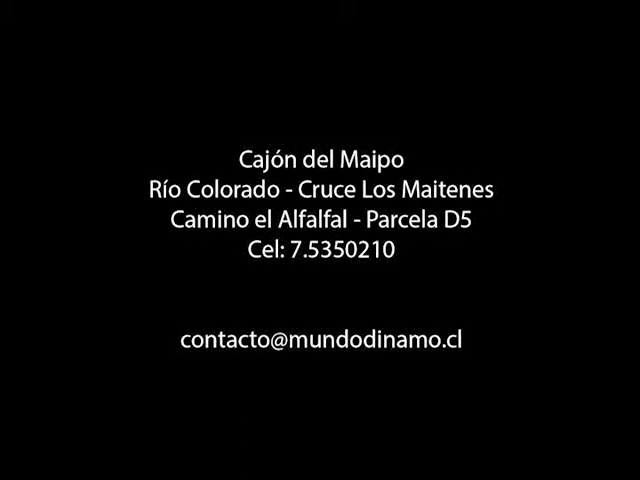 Cajón del Maipo
Río Colorado - Cruce Los Maitenes
Camino el Alfalfal - Parcela D5
Cel: 7.5350210
contacto@mundodinamo.cl